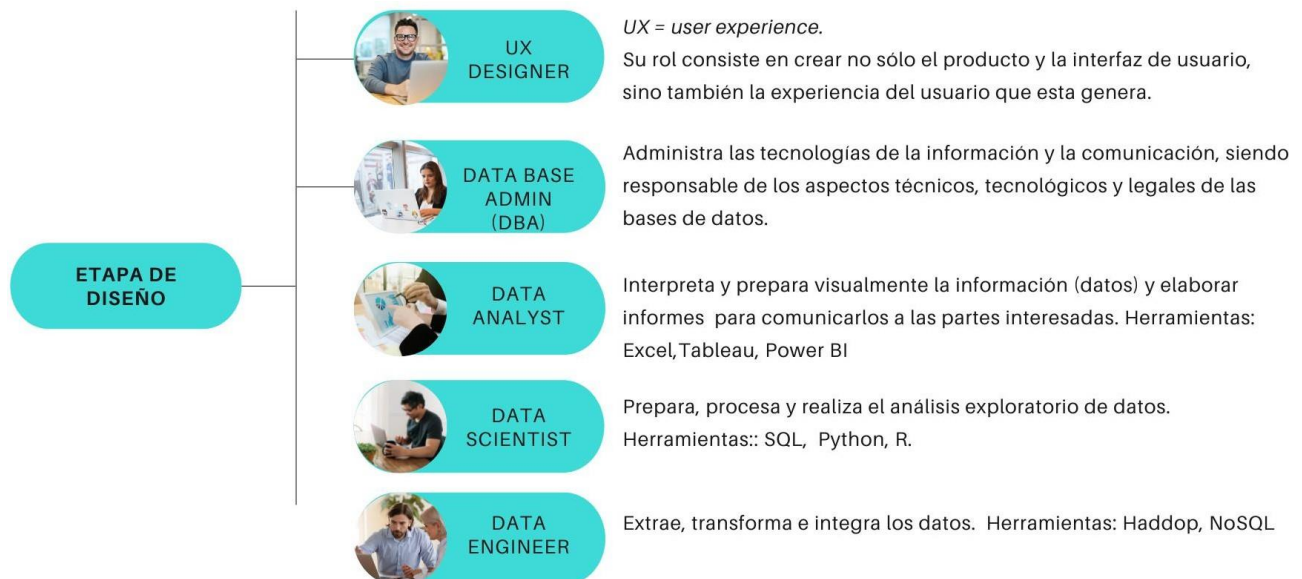 ETAPA DE
DISEÑO
UX
DESIGNER
UX = user experience.
Su rol consiste en crear no sólo el producto y la interfaz de usuario,
sino también la experiencia del usuario que esta genera.
DATA BASE
ADMIN
(DBA)
Administra las tecnologías de la información y la comunicación, siendo
responsable de los aspectos técnicos, tecnológicos y legales de las
bases de datos.
DATA
ANALYST
Interpreta y prepara visualmente la información (datos) y elaborar
informes  para comunicarlos a las partes interesadas. Herramientas:
Excel,Tableau, Power BI
DATA
SCIENTIST
Prepara, procesa y realiza el análisis exploratorio de datos.
Herramientas:: SQL,  Python, R.
DATA
ENGINEER
Extrae, transforma e integra los datos.  Herramientas: Haddop, NoSQL